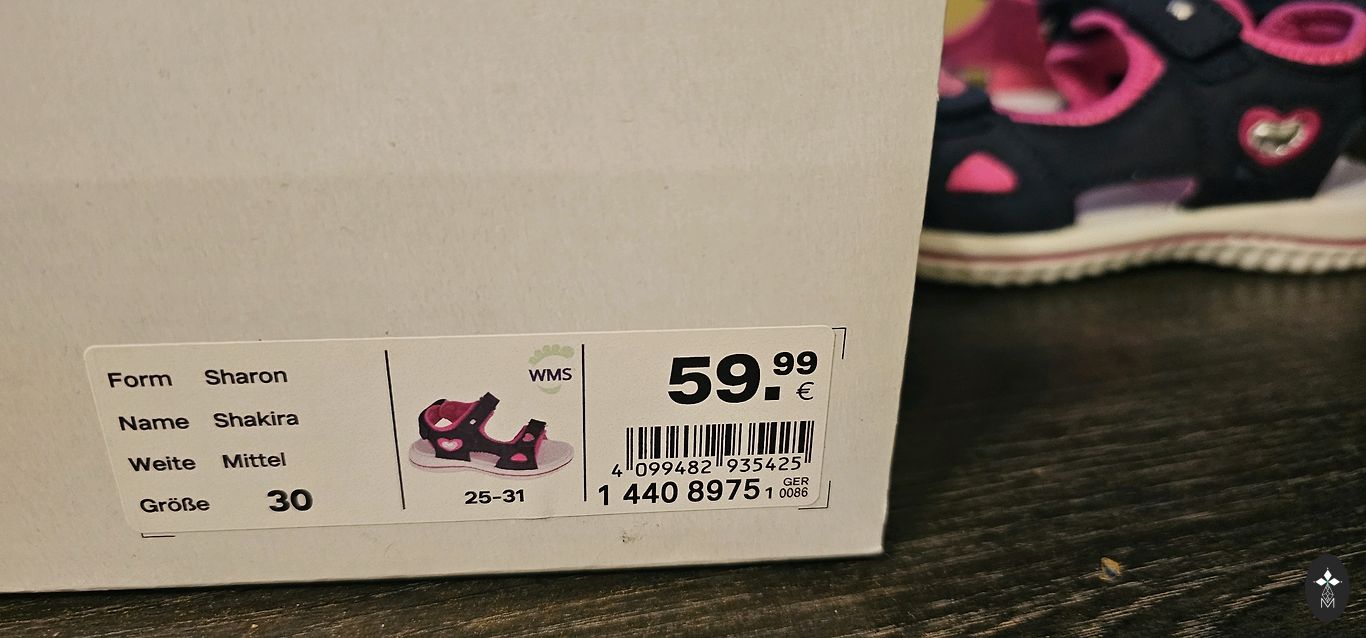 Form Sharon
Name Shakira
Weite Mittel
Größe 30
WMS
25-31
59.99 €
4 099482 935425
1 440 8975 1 GER 0086
M